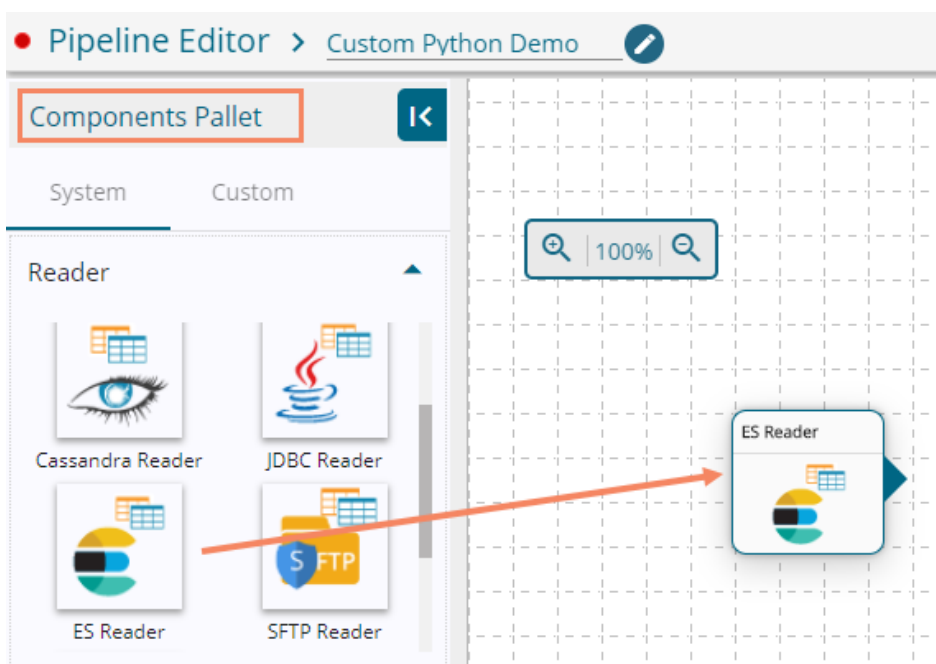 Pipeline Editor > Custom Python Demo
Components Pallet
System Custom
100%
Reader
Cassandra Reader JDBC Reader
ES Reader
S FTP
ES Reader SFTP Reader